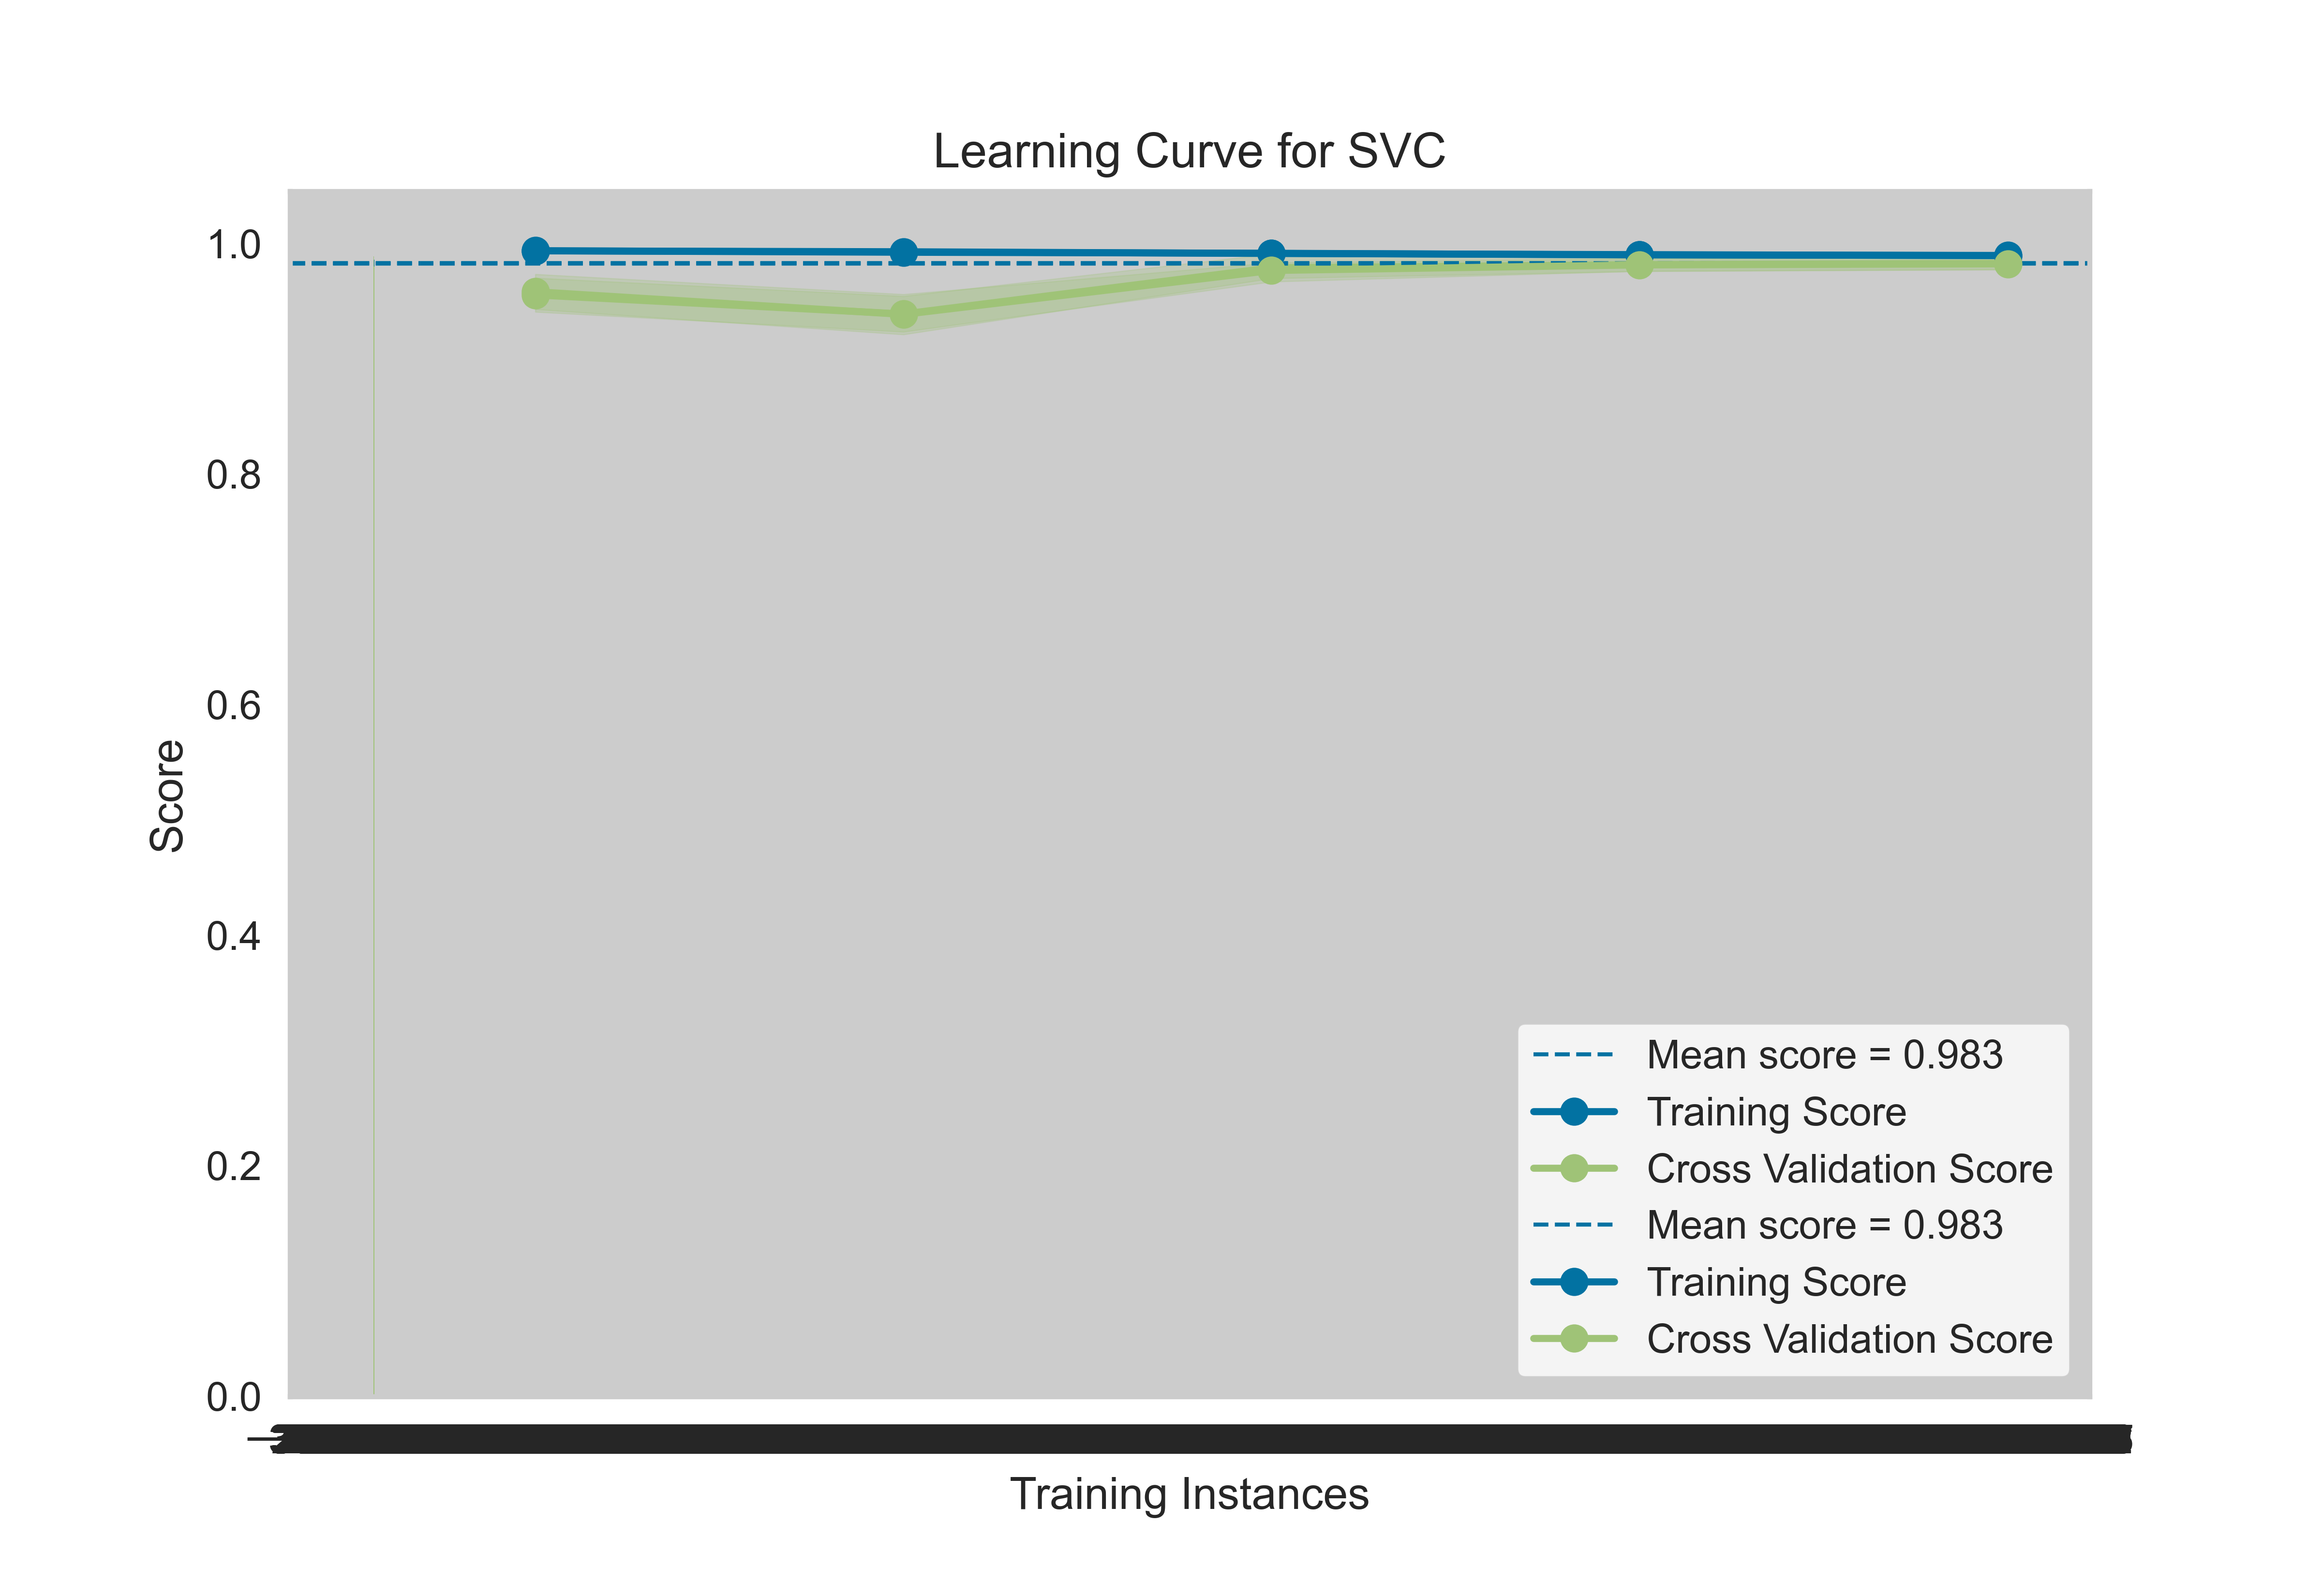 Learning Curve for SVC
1.0
0.8
0.6
0.4
0.2
0.0
Score
Mean score = 0.983
Training Score
Cross Validation Score
Mean score = 0.983
Training Score
Cross Validation Score
Training Instances